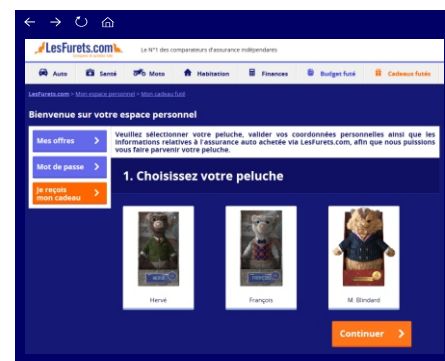 LesFurets.com
Le N°1 des comparateurs d'assurance indépendants
Auto Santé Moto Habitation Finances Budget futé Cadeaux futés
LesFurets.com > Mon espace personnel > Mon cadeau futé
Bienvenue sur votre espace personnel
Mes offres
Mot de passe
Je reçois
mon cadeau
Veuillez sélectionner votre peluche, valider vos coordonnées personnelles ainsi que les
informations relatives à l'assurance auto achetée via LesFurets.com, afin que nous puissions
vous faire parvenir votre peluche.
1. Choisissez votre peluche
Hervé François M. Blindard
Continuer